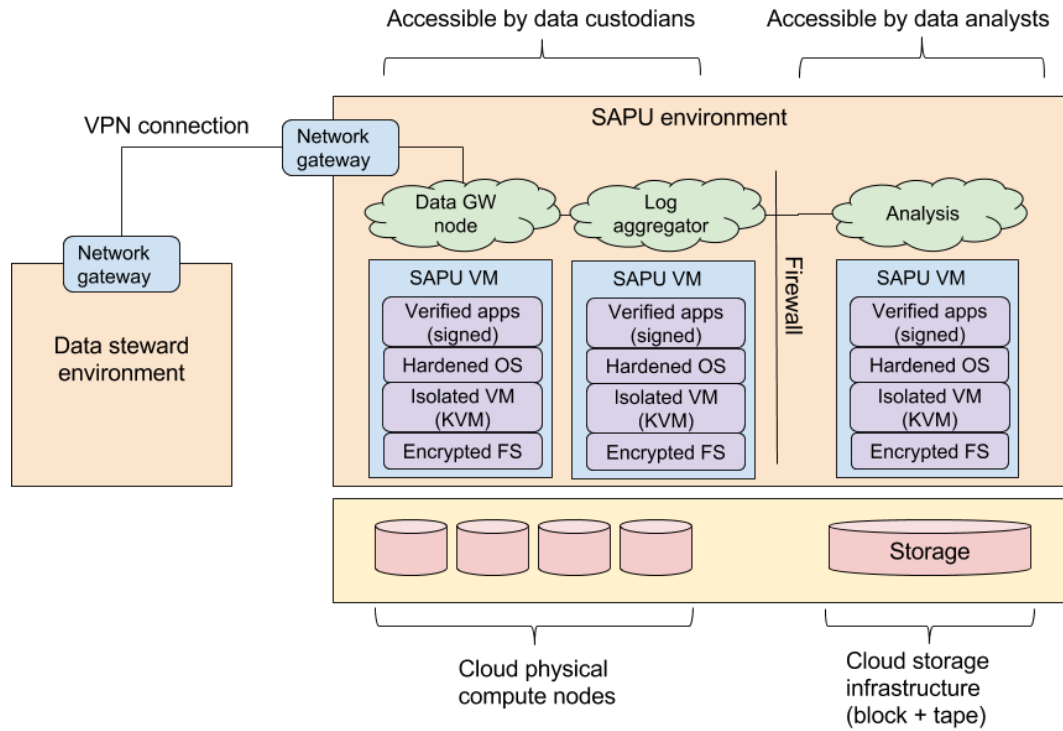 Accessible by data custodians
Accessible by data analysts
VPN connection
Network
gateway
SAPU environment
Data GW
node
Log
aggregator
Analysis
Network
gateway
Data steward
environment
Firewall
SAPU VM
Verified apps
(signed)
Hardened OS
Isolated VM
(KVM)
Encrypted FS
SAPU VM
Verified apps
(signed)
Hardened OS
Isolated VM
(KVM)
Encrypted FS
SAPU VM
Verified apps
(signed)
Hardened OS
Isolated VM
(KVM)
Encrypted FS
Storage
Cloud physical
compute nodes
Cloud storage
infrastructure
(block + tape)